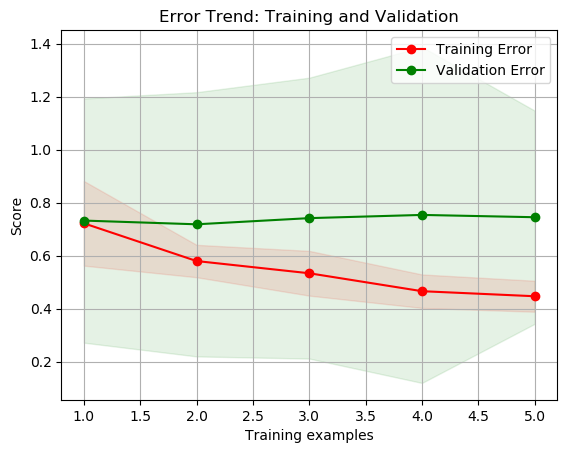 Error Trend: Training and Validation
Training Error
Validation Error
Score
1.4
1.2
1.0
0.8
0.6
0.4
0.2
1.0 1.5 2.0 2.5 3.0 3.5 4.0 4.5 5.0
Training examples